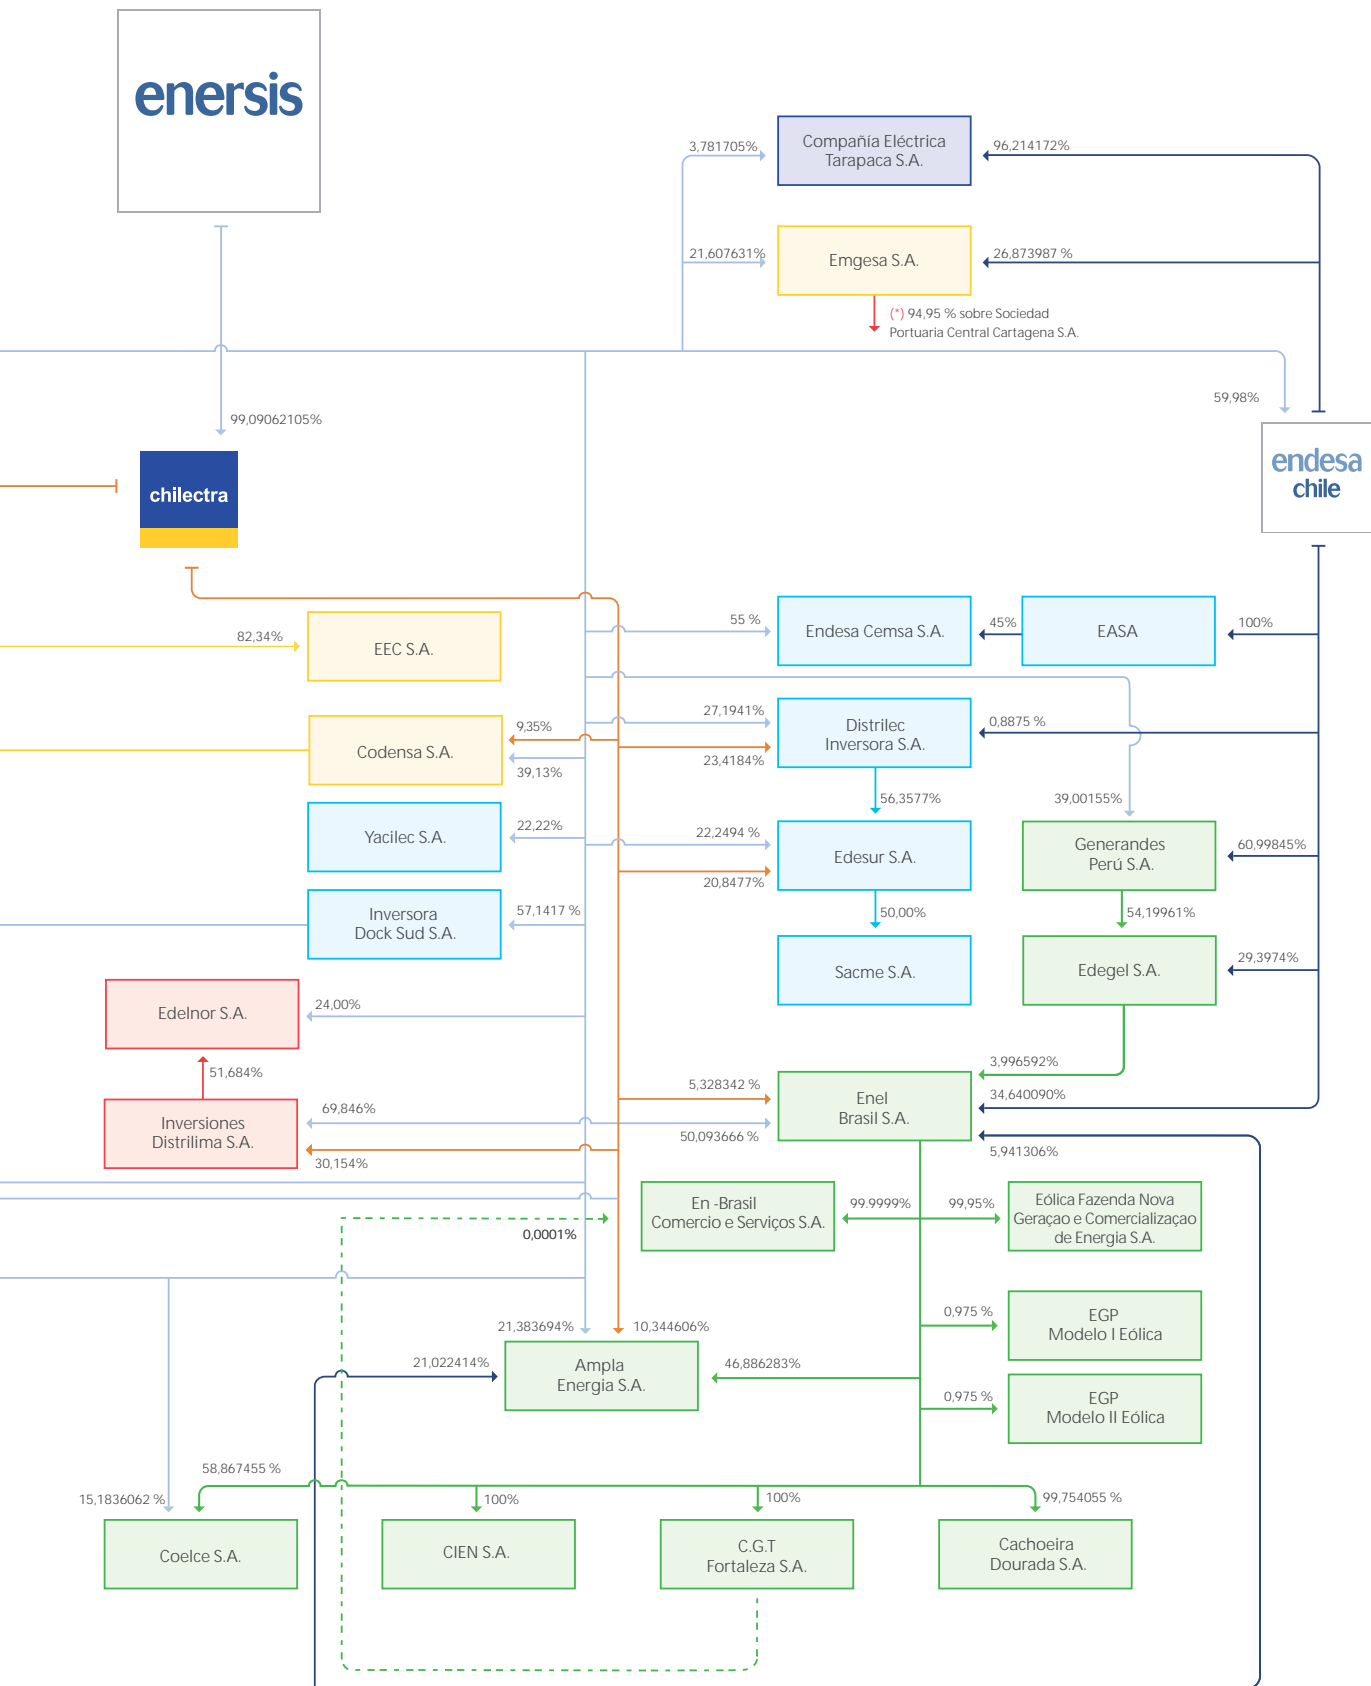 enersis
3,781705%
Compañía Eléctrica
Tarapaca S.A.
96,214172%
21,607631%
Emgesa S.A.
26,873987 %
(*) 94,95 % sobre Sociedad
Portuaria Central Cartagena S.A.
59,98%
99,09062105%
endesa
chile
chilectra
82,34%
EEC S.A.
55 %
Endesa Cemsa S.A.
45%
EASA
100%
9,35%
Codensa S.A.
39,13%
27,1941%
Distrilec
Inversora S.A.
23,4184%
0,8875 %
56,3577%
39,00155%
Yacilec S.A.
22,22%
22,2494 %
Edesur S.A.
20,8477%
Generandes
Perú S.A.
60,99845%
Inversora
Dock Sud S.A.
57,1417 %
50,00%
54,19961%
Sacme S.A.
Edegel S.A.
29,3974%
Edelnor S.A.
24,00%
51,684%
3,996592%
5,328342 %
Enel
Brasil S.A.
34,640090%
Inversiones
Distrilima S.A.
69,846%
30,154%
50,093666 %
5,941306%
En -Brasil
Comercio e Serviços S.A.
99.9999%
99,95%
Eólica Fazenda Nova
Geraçao e Comercializaçao
de Energia S.A.
0,0001%
0,975 %
EGP
Modelo I Eólica
21,383694%
10,344606%
21,022414%
Ampla
Energia S.A.
46,886283%
0,975 %
EGP
Modelo II Eólica
58,867455 %
15,1836062 %
100%
100%
99,754055 %
Coelce S.A.
CIEN S.A.
C.G.T
Fortaleza S.A.
Cachoeira
Dourada S.A.